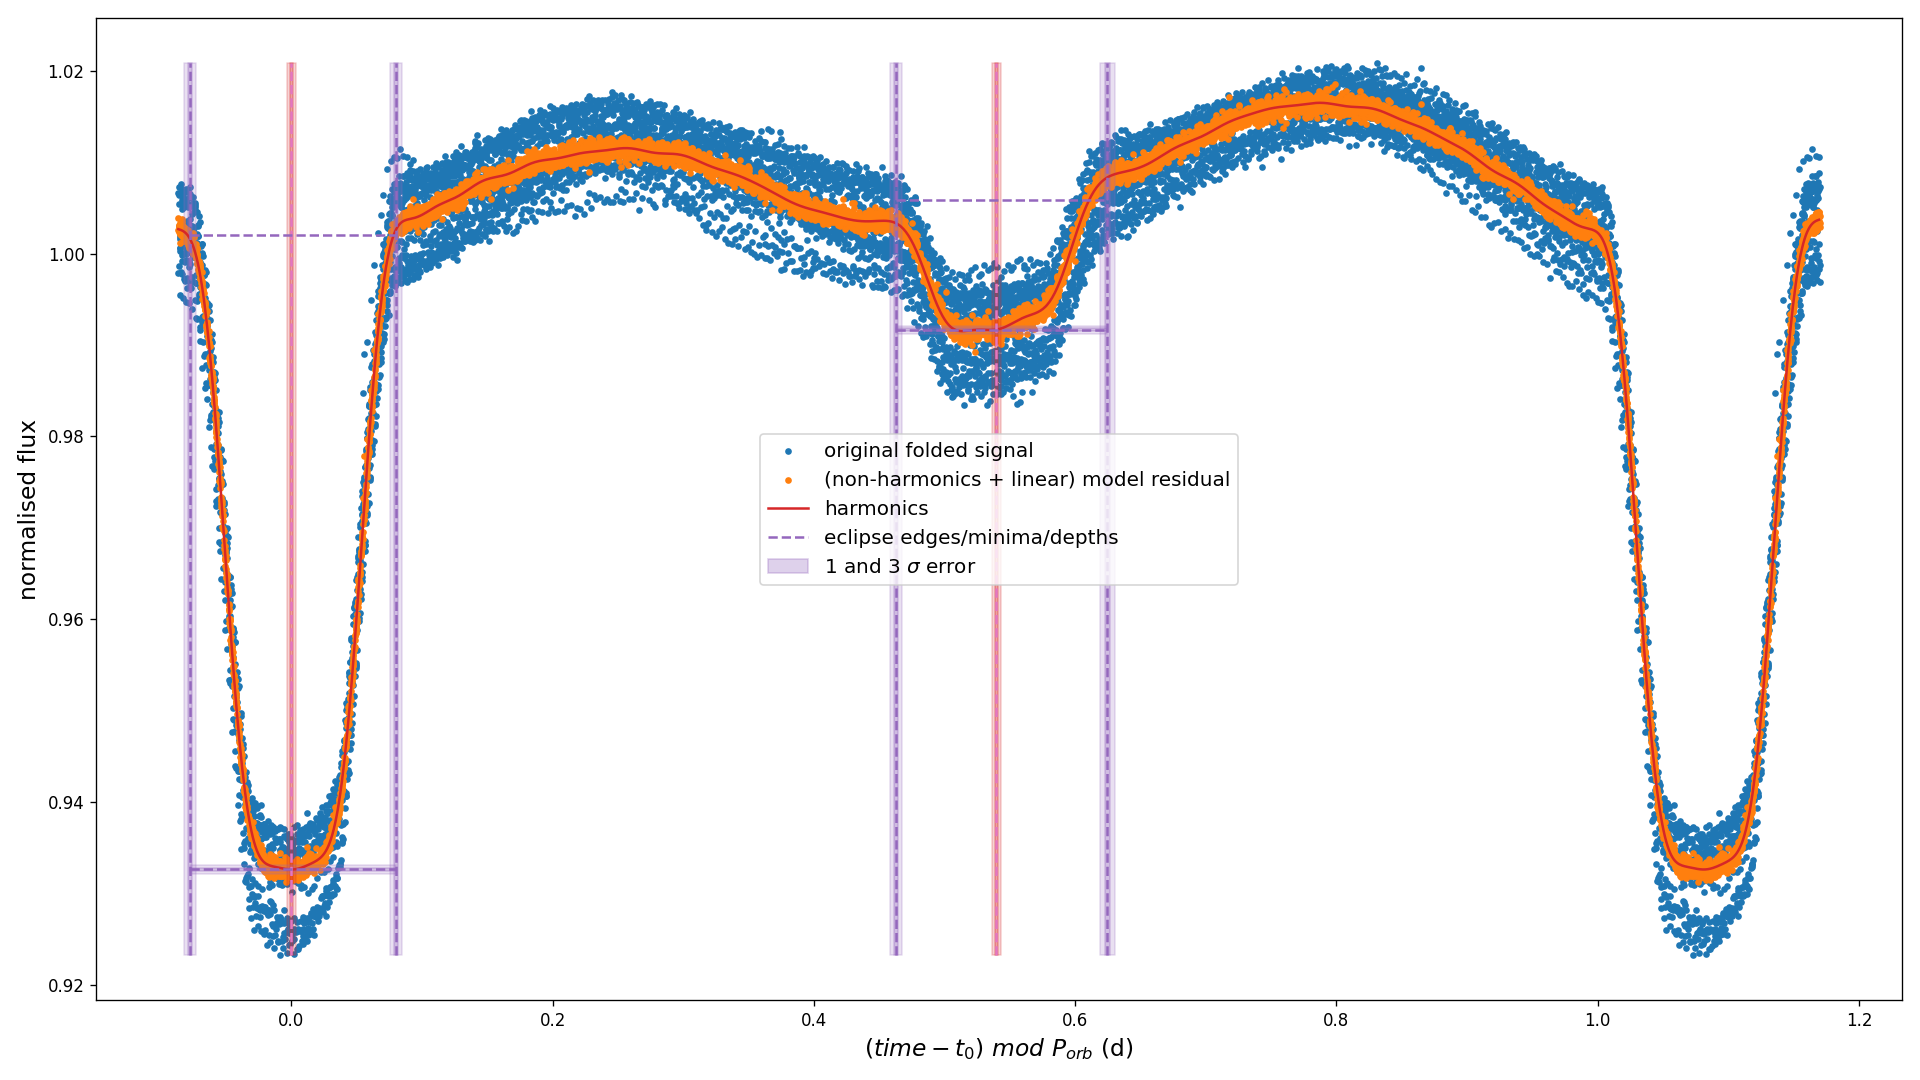 normalised flux
1.02
1.00
0.98
0.96
0.94
0.92
original folded signal
(non-harmonics + linear) model residual
harmonics
eclipse edges/minima/depths
1 and 3 σ error
0.0 0.2 0.4 0.6 0.8 1.0 1.2
(time − t₀) mod Pₒᵣb (d)